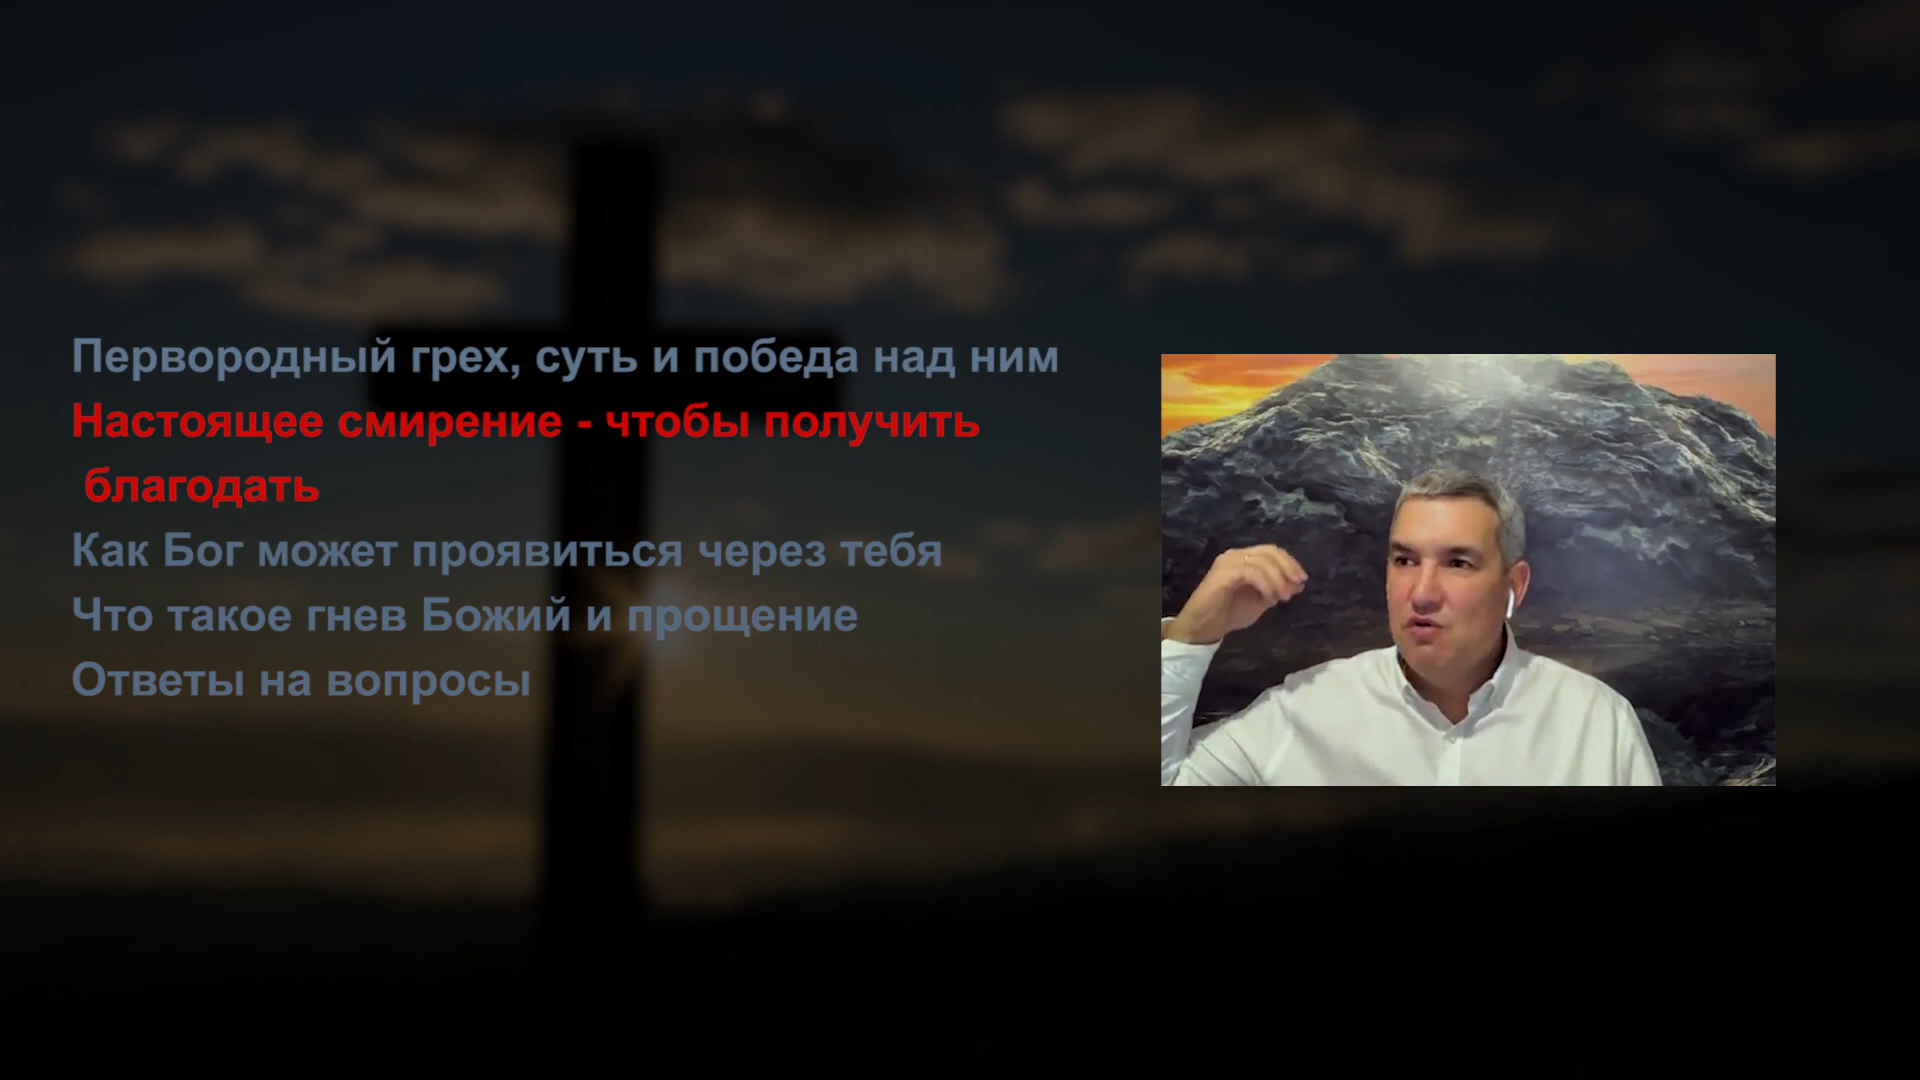 Первородный грех, суть и победа над ним
Настоящее смирение - чтобы получить
благодать
Как Бог может проявиться через тебя
Что такое гнев Божий и прощение
Ответы на вопросы